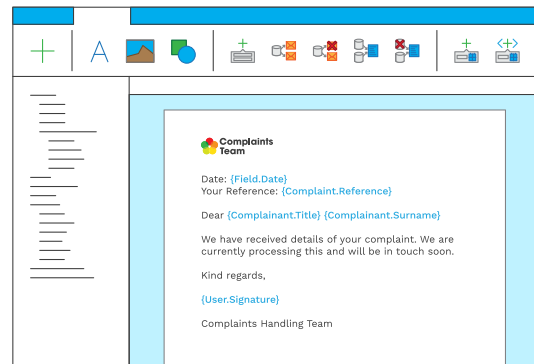 A
Complaints
Team
Date: {Field.Date}
Your Reference: {Complaint.Reference}
Dear {Complainant.Title} {Complainant.Surname}
We have received details of your complaint. We are
currently processing this and will be in touch soon.
Kind regards,
{User.Signature}
Complaints Handling Team